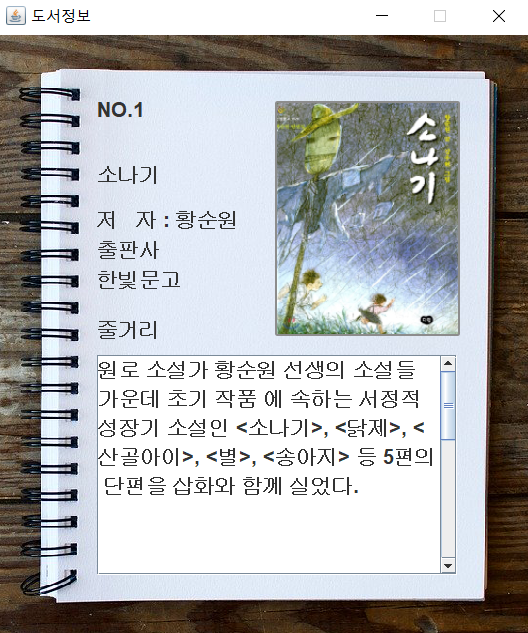 도서정보
NO.1
소나기
저 자 : 황순원
출판사
한빛문고
줄거리
원로 소설가 황순원 선생의 소설들
가운데 초기 작품 에 속하는 서정적
성장기 소설인 <소나기>, <닭제>, <
산골아이>, <별>, <송아지> 등 5편의
단편을 삽화와 함께 실었다.
소나기